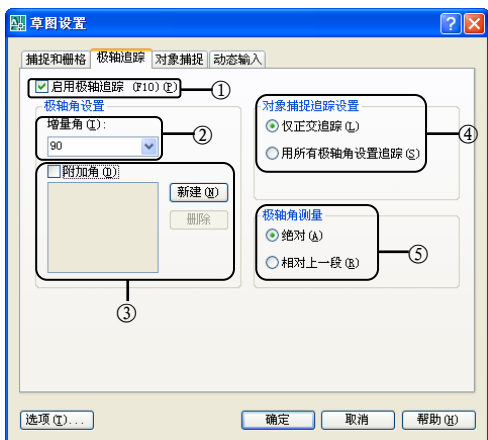 草图设置
捕捉和栅格 极轴追踪 对象捕捉 动态输入
启用极轴追踪 (F10)(P)
①
极轴角设置
增量角(I):
90
②
附加角(D)
新建(N)
删除
③
对象捕捉追踪设置
仅正交追踪(L)
用所有极轴角设置追踪(S)
④
极轴角测量
绝对(A)
相对上一段(R)
⑤
选项(T)... 确定 取消 帮助(H)